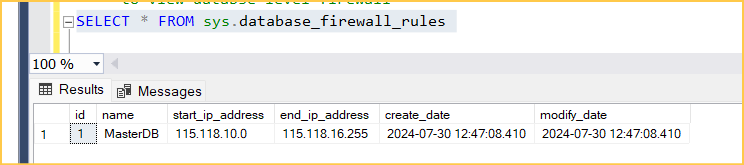 to view databse level firewall
SELECT * FROM sys.database_firewall_rules
100 %
Results Messages
id name start_ip_address end_ip_address create_date modify_date
1 1 MasterDB 115.118.10.0 115.118.16.255 2024-07-30 12:47:08.410 2024-07-30 12:47:08.410